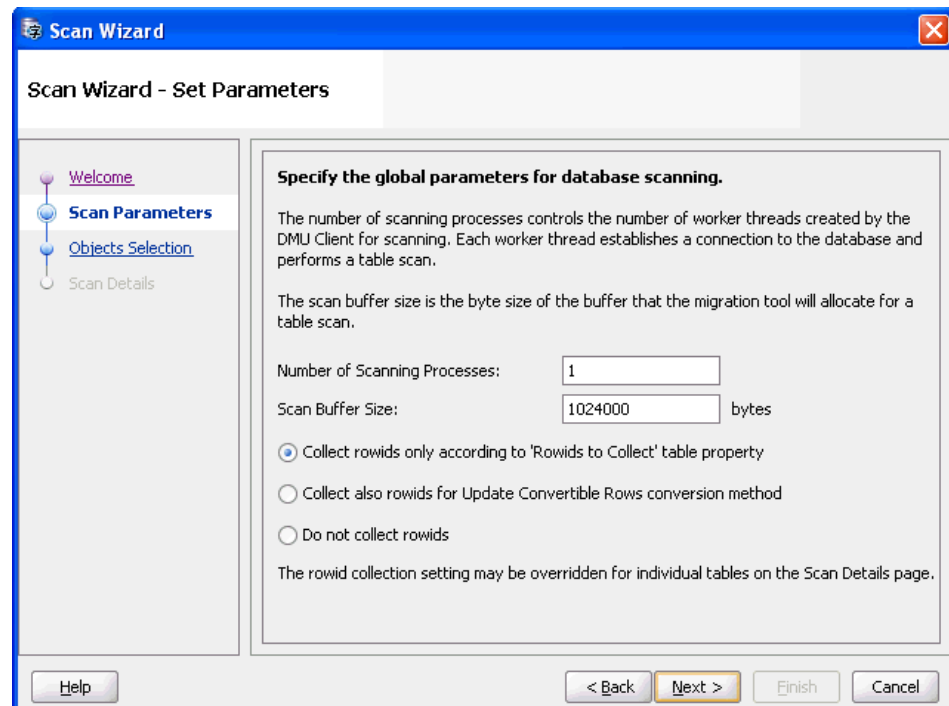 Scan Wizard
Scan Wizard - Set Parameters
Welcome
Scan Parameters
Objects Selection
Scan Details
Specify the global parameters for database scanning.
The number of scanning processes controls the number of worker threads created by the
DMU Client for scanning. Each worker thread establishes a connection to the database and
performs a table scan.
The scan buffer size is the byte size of the buffer that the migration tool will allocate for a
table scan.
Number of Scanning Processes: 1
Scan Buffer Size: 1024000 bytes
Collect rowids only according to 'Rowids to Collect' table property
Collect also rowids for Update Convertible Rows conversion method
Do not collect rowids
The rowid collection setting may be overridden for individual tables on the Scan Details page.
Help < Back Next > Finish Cancel